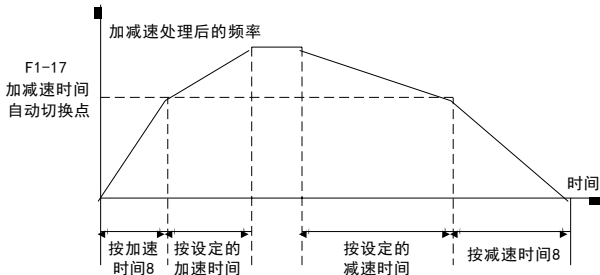 加减速处理后的频率
F1-17
加减速时间
自动切换点
时间
按加速
时间8
按设定的
加速时间
按设定的
减速时间
按减速时间8